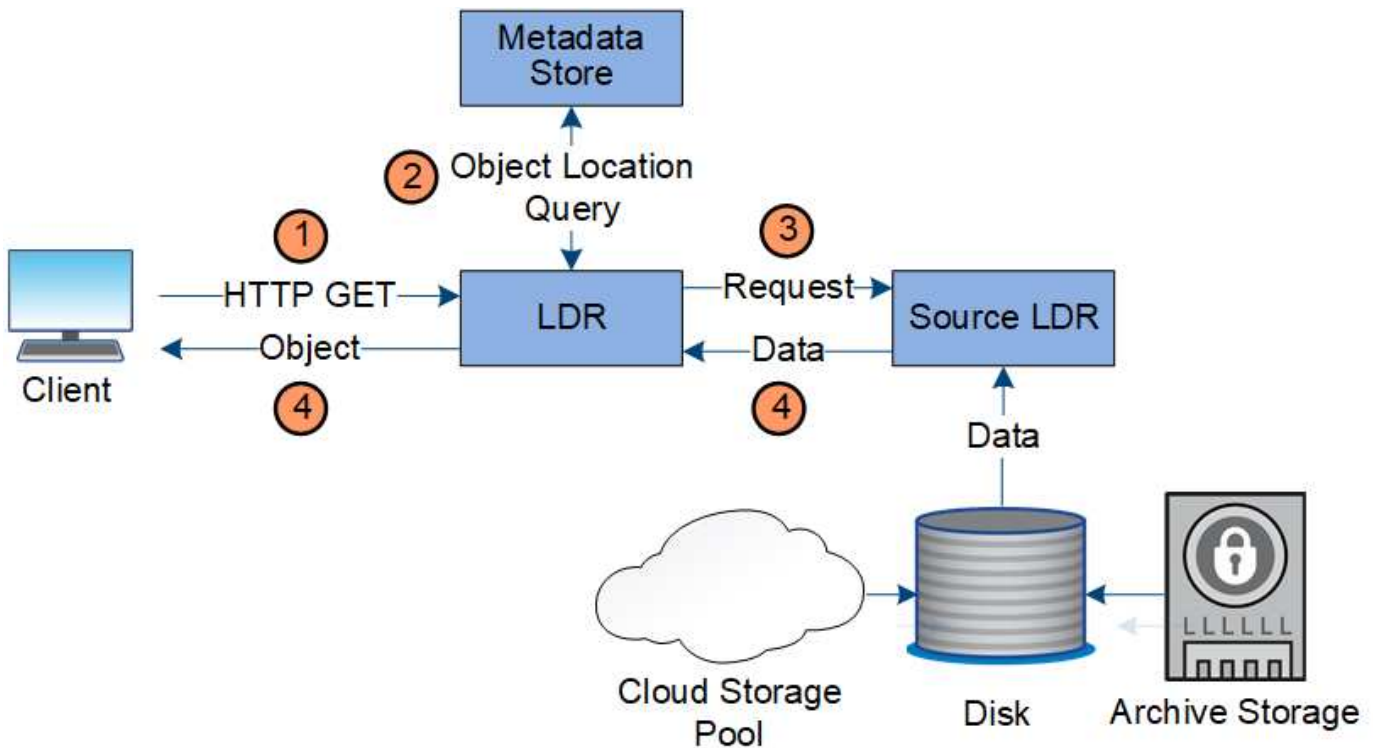 Metadata
Store
2
Object Location
Query
1
3
HTTP GET
Request
LDR
Source LDR
Object
Data
Client
4
4
Data
LLLLLL
Cloud Storage
Pool
Disk
Archive Storage